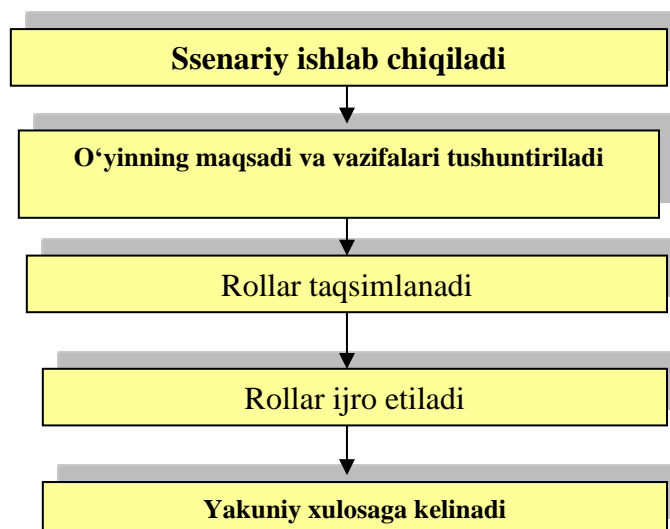 Ssenariy ishlab chiqiladi
O‘yinning maqsadi va vazifalari tushuntiriladi
Rollar taqsimlanadi
Rollar ijro etiladi
Yakuniy xulosaga kelinadi